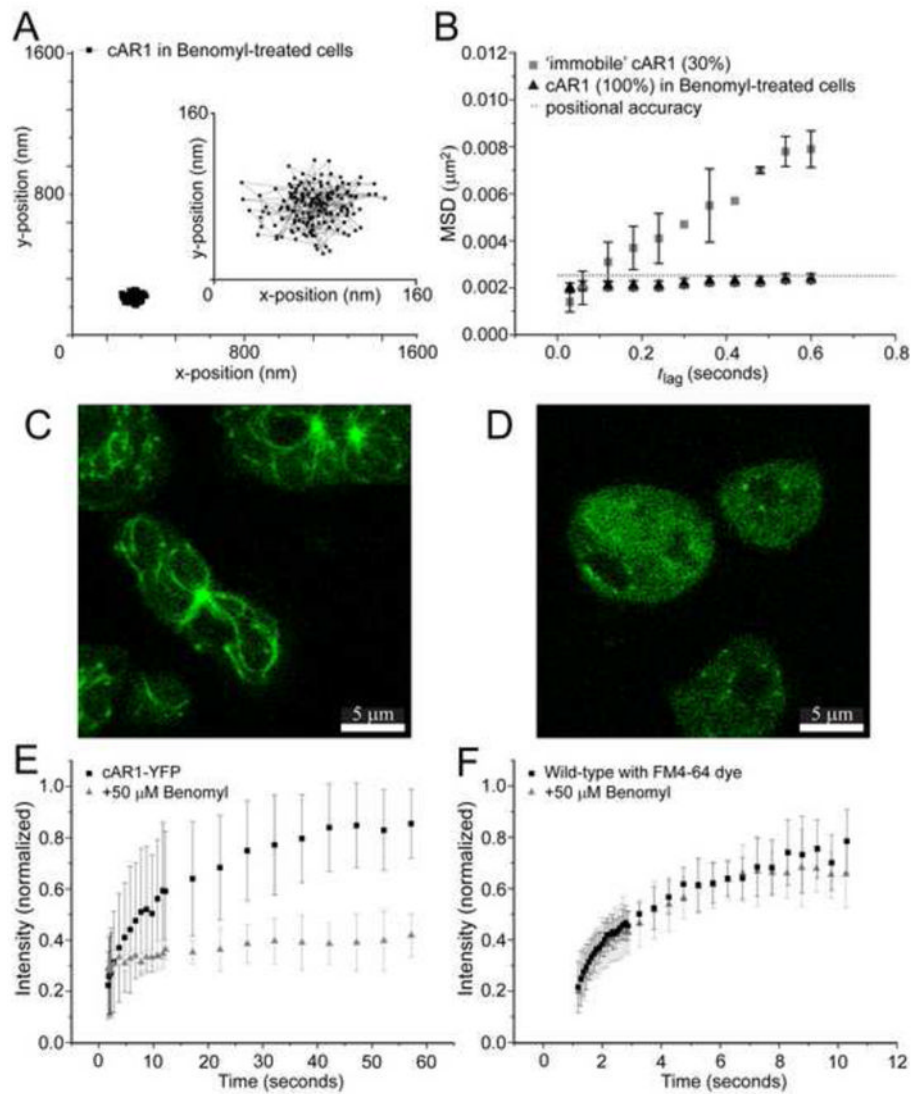 A
1600
cAR1 in Benomyl-treated cells
160
y-position (nm)
800
y-position (nm)
0
x-position (nm)
160
0
0
800
1600
x-position (nm)
B
0.012
'immobile' cAR1 (30%)
0.010
cAR1 (100%) in Benomyl-treated cells
positional accuracy
0.008
MSD (μm²)
0.006
0.004
0.002
0.000
0.0
0.2
0.4
0.6
0.8
tlag (seconds)
C
5 μm
D
5 μm
E
cAR1-YFP
+50 μM Benomyl
1.0
0.8
0.6
0.4
0.2
0.0
Intensity (normalized)
0
10
20
30
40
50
60
Time (seconds)
F
Wild-type with FM4-64 dye
+50 μM Benomyl
1.0
0.8
0.6
0.4
0.2
0.0
Intensity (normalized)
0
2
4
6
8
10
Time (seconds)